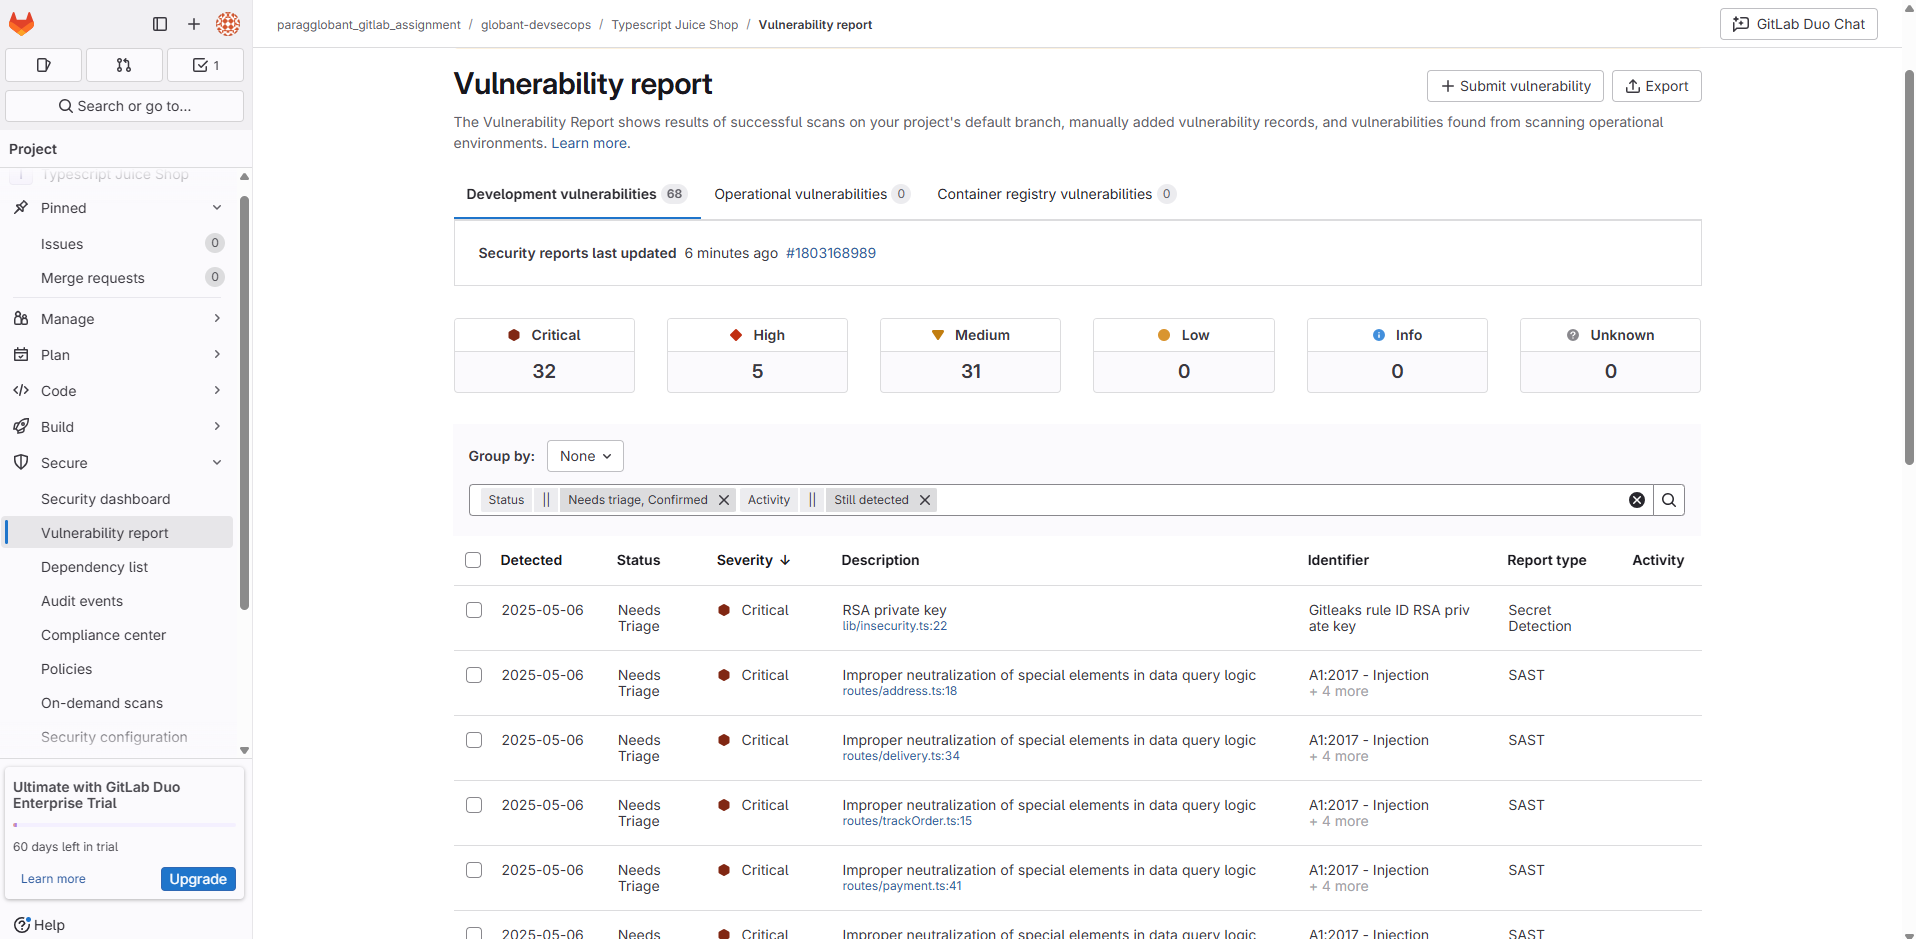 paragglobant_gitlab_assignment / globant-devsecops / Typescript Juice Shop / Vulnerability report
GitLab Duo Chat
1
Search or go to...
Project
Typescript Juice Shop
Pinned
Issues 0
Merge requests 0
Manage
Plan
Code
Build
Secure
Security dashboard
Vulnerability report
Dependency list
Audit events
Compliance center
Policies
On-demand scans
Security configuration
Ultimate with GitLab Duo
Enterprise Trial
60 days left in trial
Learn more Upgrade
Help
Vulnerability report
Submit vulnerability Export
The Vulnerability Report shows results of successful scans on your project's default branch, manually added vulnerability records, and vulnerabilities found from scanning operational
environments. Learn more.
Development vulnerabilities 68 Operational vulnerabilities 0 Container registry vulnerabilities 0
Security reports last updated 6 minutes ago #1803168989
Critical High Medium Low Info Unknown
32 5 31 0 0 0
Group by: None
Status || Needs triage, Confirmed Activity || Still detected
Detected Status Severity Description Identifier Report type Activity
2025-05-06 Needs Triage Critical RSA private key Gitleaks rule ID RSA priv Secret
lib/insecurity.ts:22 ate key Detection
2025-05-06 Needs Triage Critical Improper neutralization of special elements in data query logic A1:2017 - Injection SAST
routes/address.ts:18 + 4 more
2025-05-06 Needs Triage Critical Improper neutralization of special elements in data query logic A1:2017 - Injection SAST
routes/delivery.ts:34 + 4 more
2025-05-06 Needs Triage Critical Improper neutralization of special elements in data query logic A1:2017 - Injection SAST
routes/trackOrder.ts:15 + 4 more
2025-05-06 Needs Triage Critical Improper neutralization of special elements in data query logic A1:2017 - Injection SAST
routes/payment.ts:41 + 4 more
2025-05-06 Needs Critical Improper neutralization of special elements in data query logic A1:2017 - Injection SAST